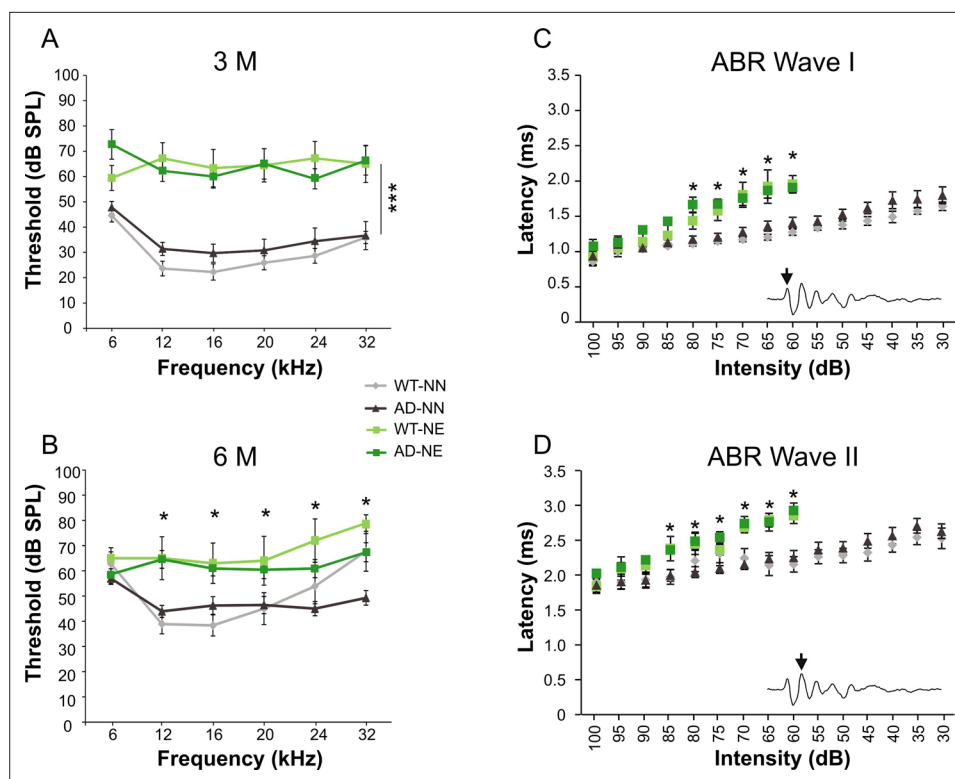 A
3 M
Threshold (dB SPL)
100
90
80
70
60
50
40
30
20
10
0
***
6 12 16 20 24 32
Frequency (kHz)
WT-NN
AD-NN
WT-NE
AD-NE
B
6 M
Threshold (dB SPL)
100
90
80
70
60
50
40
30
20
10
0
* * * * *
6 12 16 20 24 32
Frequency (kHz)
C
ABR Wave I
Latency (ms)
3.5
3.0
2.5
2.0
1.5
1.0
0.5
0
* * * * *
100 95 90 85 80 75 70 65 60 55 50 45 40 35 30
Intensity (dB)
D
ABR Wave II
Latency (ms)
3.5
3.0
2.5
2.0
1.5
1.0
0.5
0
* * * * * *
100 95 90 85 80 75 70 65 60 55 50 45 40 35 30
Intensity (dB)